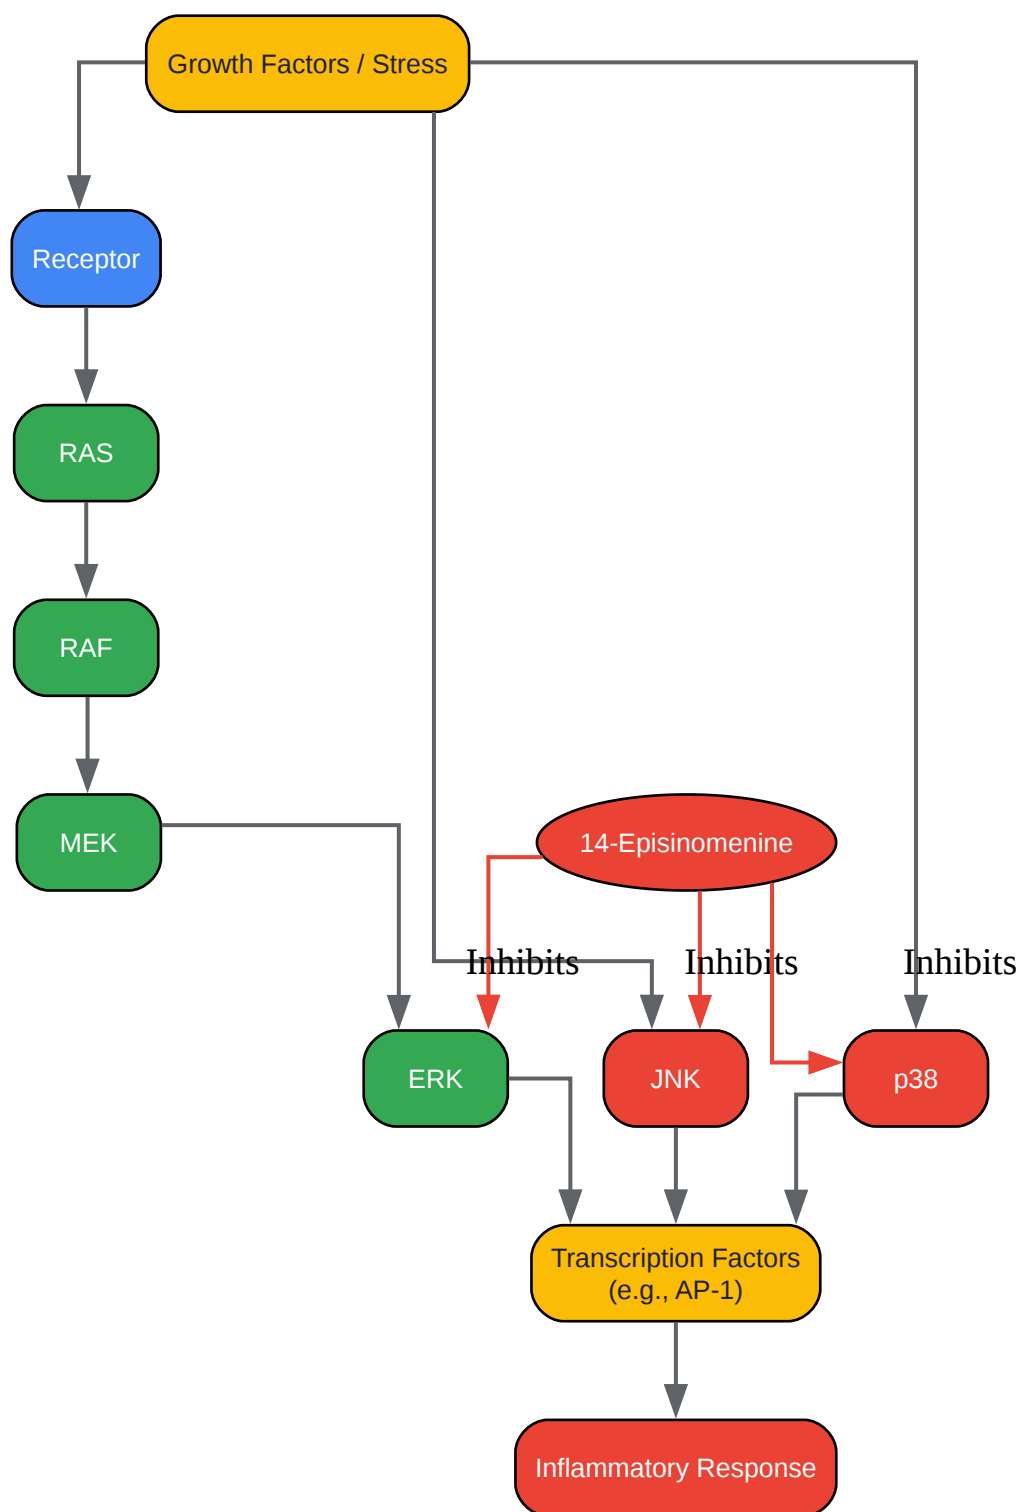 Growth Factors / Stress
Receptor
RAS
RAF
MEK
14-Episinomenine
Inhibits
Inhibits
Inhibits
ERK
JNK
p38
Transcription Factors
(e.g., AP-1)
Inflammatory Response